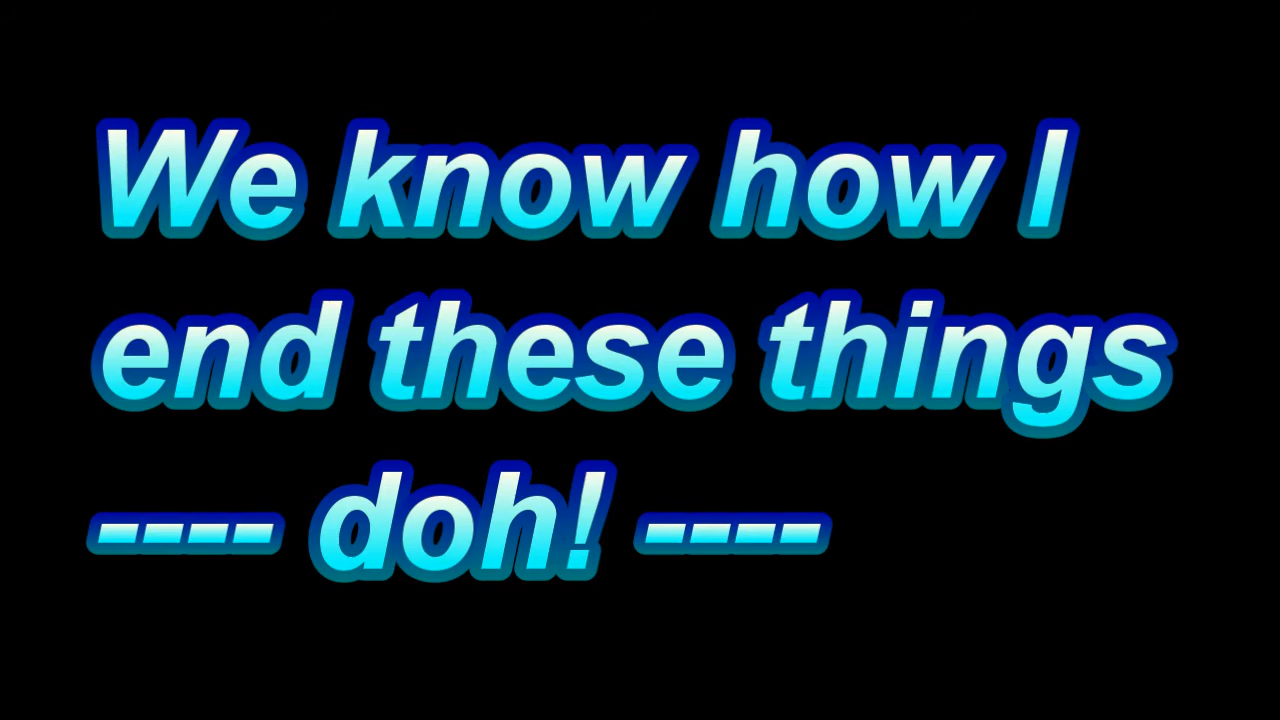 We know how I
end these things
---- doh! ----